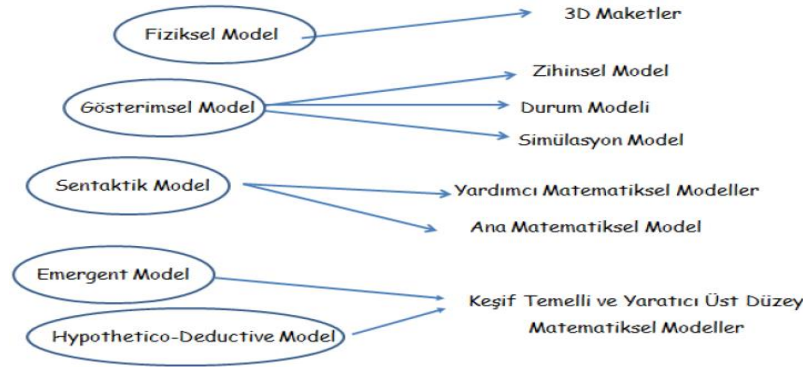 Fiziksel Model
3D Maketler
Gösterimsel Model
Zihinsel Model
Durum Modeli
Simülasyon Model
Sentaktik Model
Yardımcı Matematiksel Modeller
Ana Matematiksel Model
Emergent Model
Hypothetico-Deductive Model
Keşif Temelli ve Yaratıcı Üst Düzey
Matematiksel Modeller